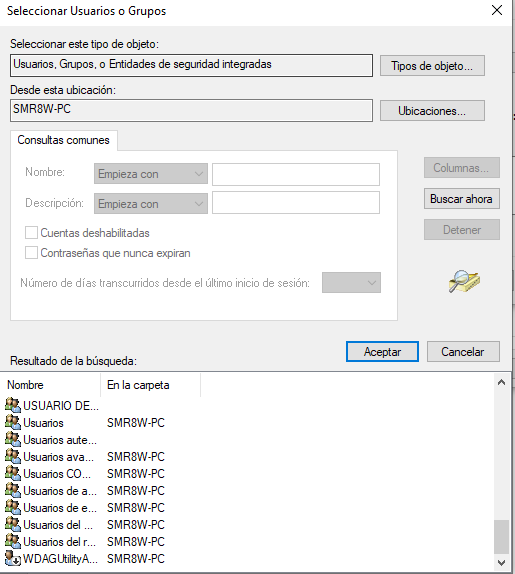 Seleccionar Usuarios o Grupos
Seleccionar este tipo de objeto:
Usuarios, Grupos, o Entidades de seguridad integradas
Tipos de objeto...
Desde esta ubicación:
SMR8W-PC
Ubicaciones...
Consultas comunes
Nombre:
Empieza con
Columnas...
Descripción:
Empieza con
Buscar ahora
Cuentas deshabilitadas
Detener
Contraseñas que nunca expiran
Número de días transcurridos desde el último inicio de sesión:
Aceptar
Cancelar
Resultado de la búsqueda:
Nombre En la carpeta
USUARIO DE...
Usuarios SMR8W-PC
Usuarios aute...
Usuarios ava... SMR8W-PC
Usuarios CO... SMR8W-PC
Usuarios de a... SMR8W-PC
Usuarios de e... SMR8W-PC
Usuarios del ... SMR8W-PC
Usuarios del r... SMR8W-PC
WDAGUtilityA... SMR8W-PC